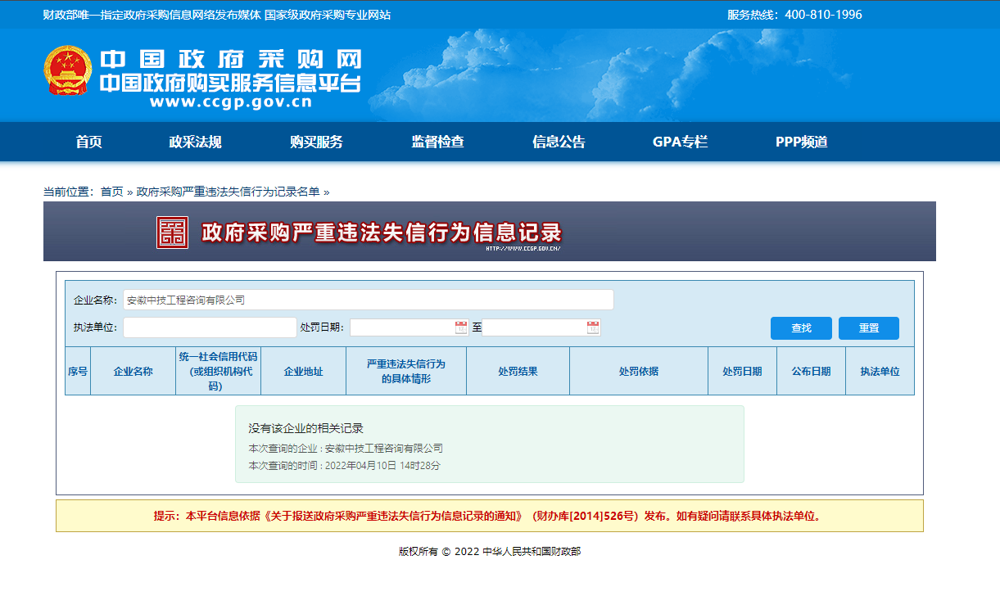 财政部唯一指定政府采购信息网络发布媒体 国家级政府采购专业网站
服务热线：400-810-1996
中国政府采购网
中国政府购买服务信息平台
www.ccgp.gov.cn
首页 政采法规 购买服务 监督检查 信息公告 GPA专栏 PPP频道
当前位置：首页 » 政府采购严重违法失信行为记录名单 »
政府采购严重违法失信行为信息记录
HTTP://WWW.CCGP.GOV.CN/
企业名称：安徽中技工程咨询有限公司
执法单位： 处罚日期： 至 查找 重置
序号 企业名称 统一社会信用代码 (或组织机构代码) 企业地址 严重违法失信行为的具体情形 处罚结果 处罚依据 处罚日期 公布日期 执法单位
没有该企业的相关记录
本次查询的企业 : 安徽中技工程咨询有限公司
本次查询的时间 : 2022年04月10日 14时28分
提示：本平台信息依据《关于报送政府采购严重违法失信行为信息记录的通知》（财办库[2014]526号）发布。如有疑问请联系具体执法单位。
版权所有 © 2022 中华人民共和国财政部